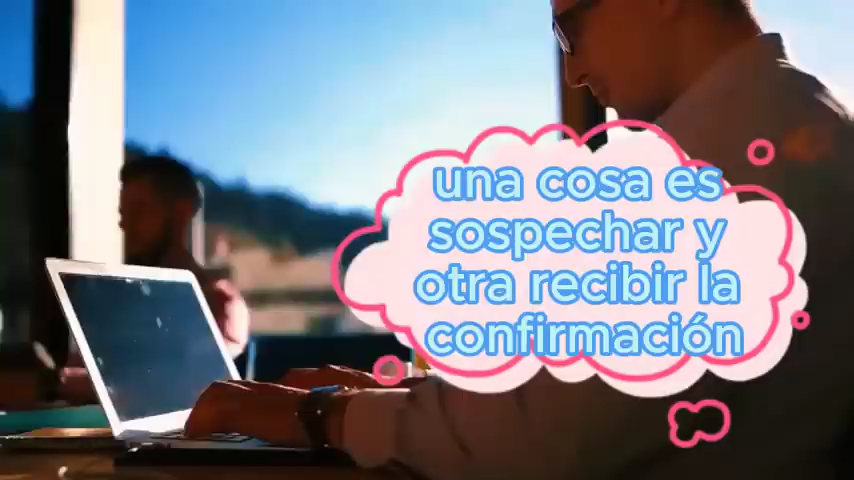 una cosa es
sospechar y
otra recibir la
confirmación